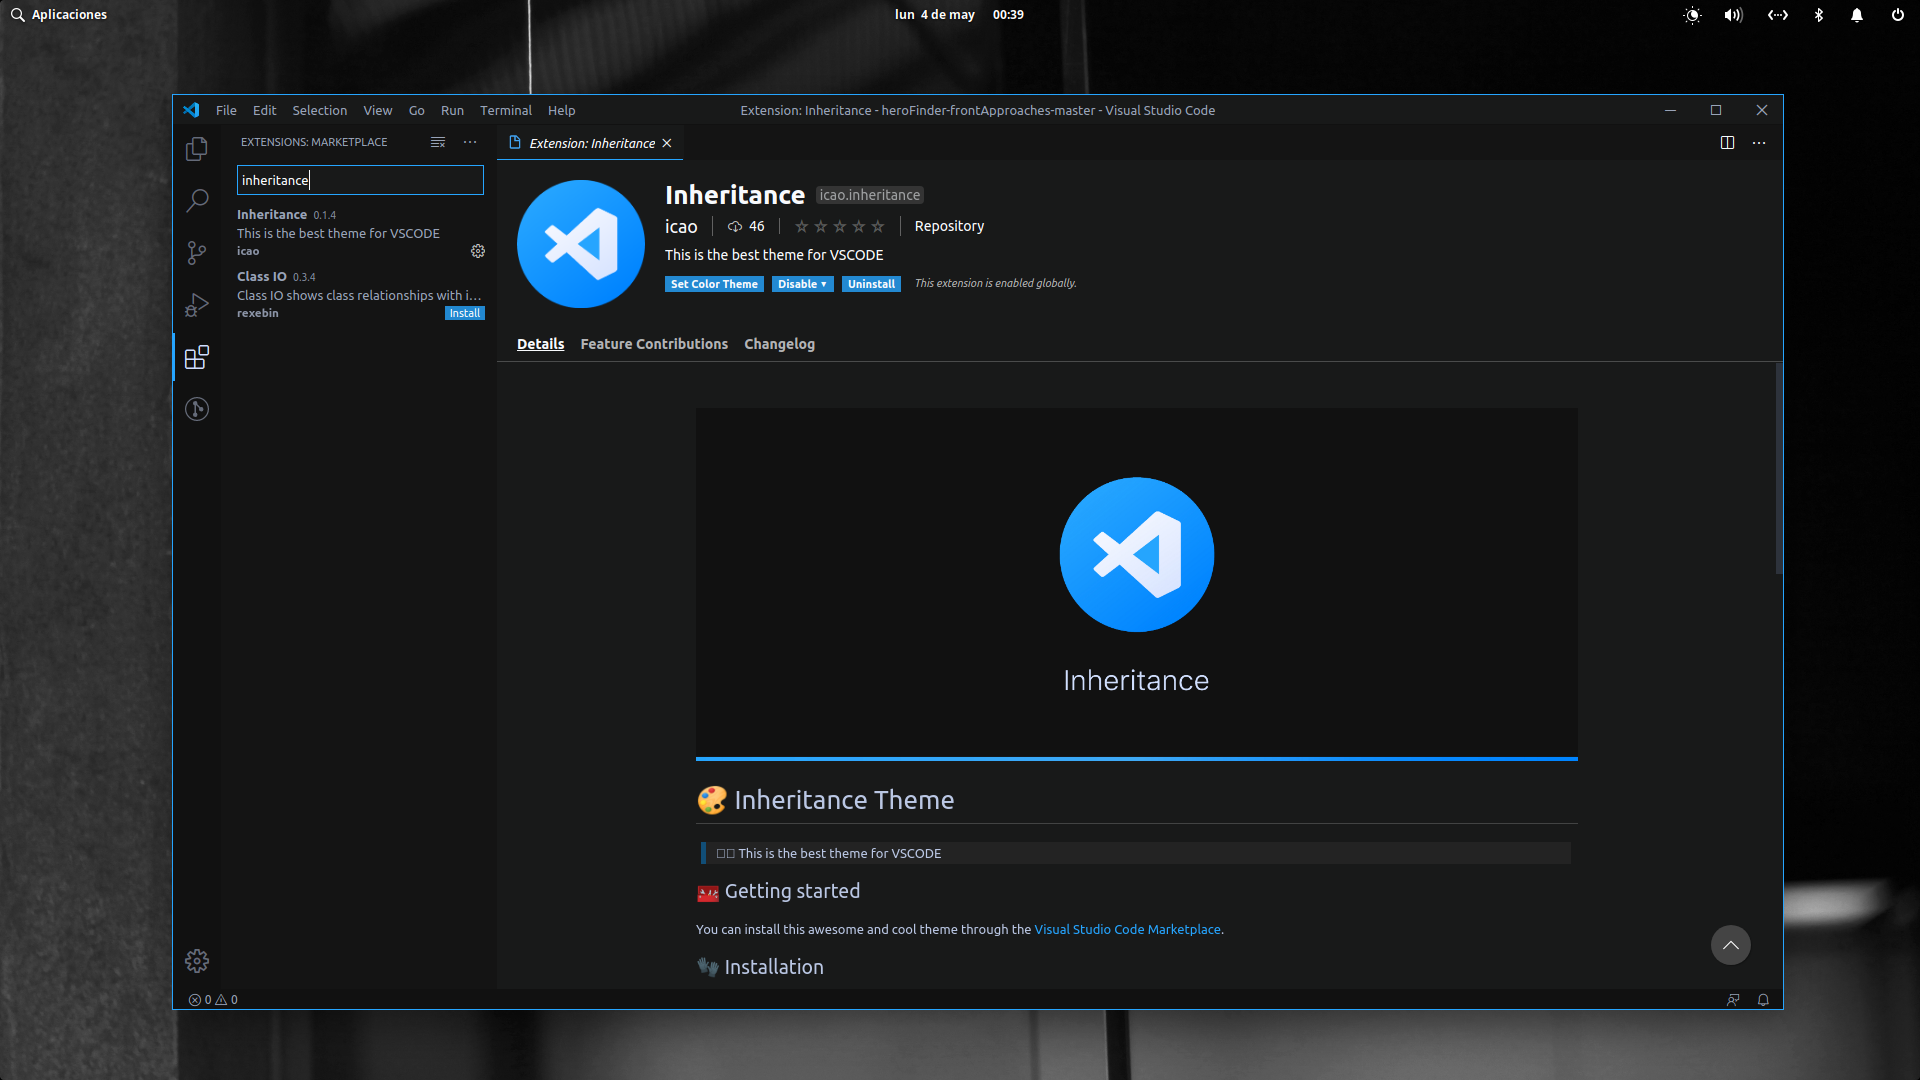 Aplicaciones
lun 4 de may 00:39
File Edit Selection View Go Run Terminal Help
Extension: Inheritance - heroFinder-frontApproaches-master - Visual Studio Code
EXTENSIONS: MARKETPLACE
inheritance
Inheritance 0.1.4
This is the best theme for VSCODE
icao
Class IO 0.3.4
Class IO shows class relationships with i...
rexebin
Install
Extension: Inheritance
Inheritance icao.inheritance
icao 46 Repository
This is the best theme for VSCODE
Set Color Theme Disable Uninstall This extension is enabled globally.
Details Feature Contributions Changelog
Inheritance
Inheritance Theme
This is the best theme for VSCODE
Getting started
You can install this awesome and cool theme through the Visual Studio Code Marketplace.
Installation
0 0